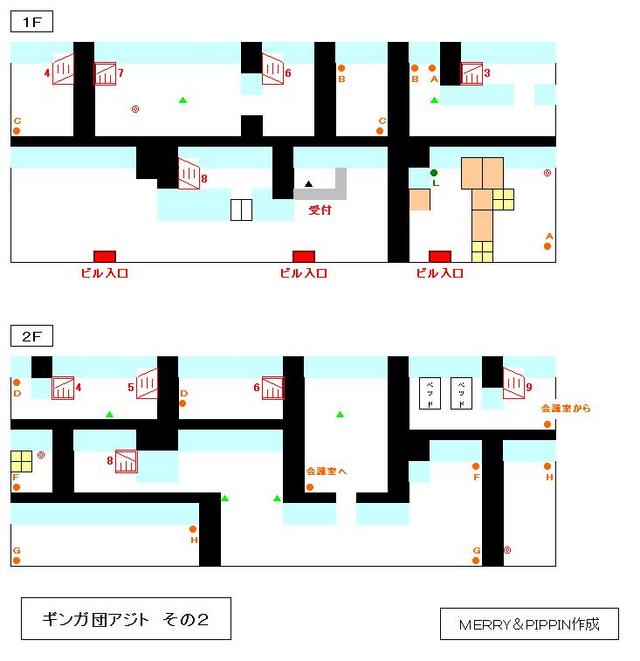 1F
4 7 6 B B A 3
C C
8 L
受付 A
ビル入口 ビル入口 ビル入口
2F
D 4 5 D 6 ベッド ベッド 9
会議室から
8 会議室へ
F F H
H
G G
ギンガ団アジト その2
MERRY&PIPPIN作成